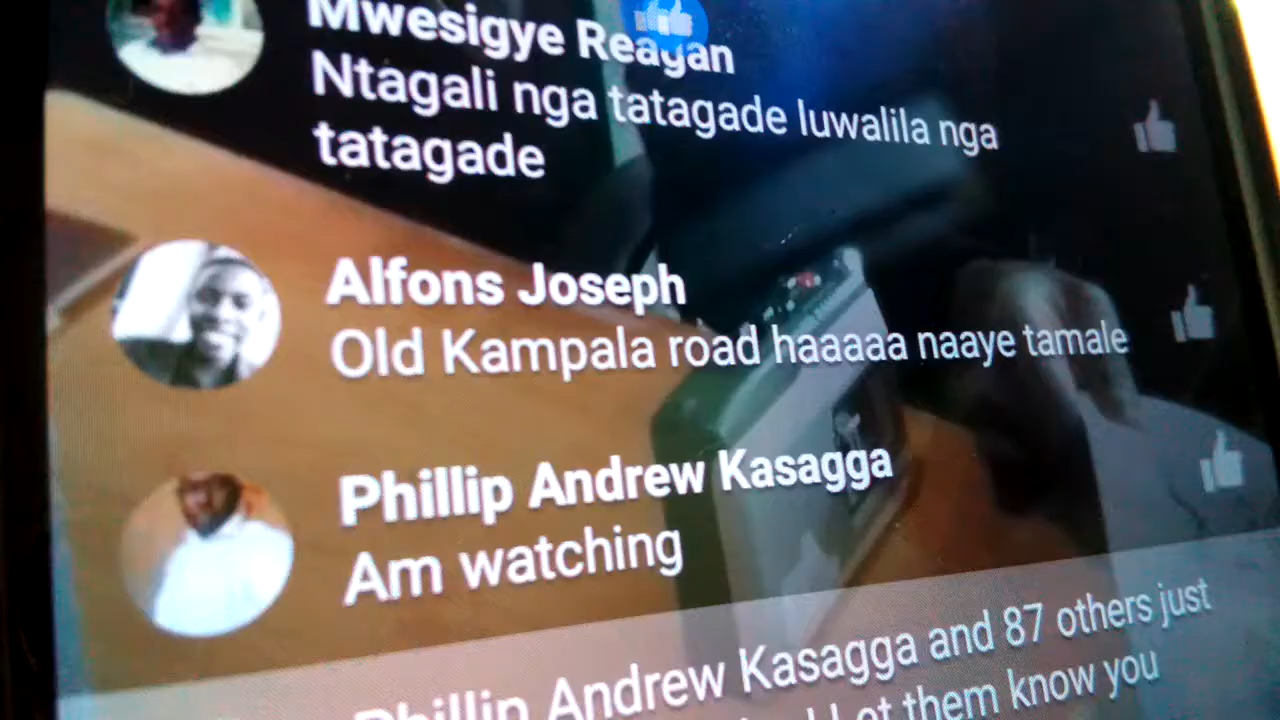 Mwesigye Reagan
Ntagali nga tatagade luwalila nga
tatagade
Alfons Joseph
Old Kampala road haaaaa naaye tamale
Phillip Andrew Kasagga
Am watching
Phillip Andrew Kasagga and 87 others just
Let them know you